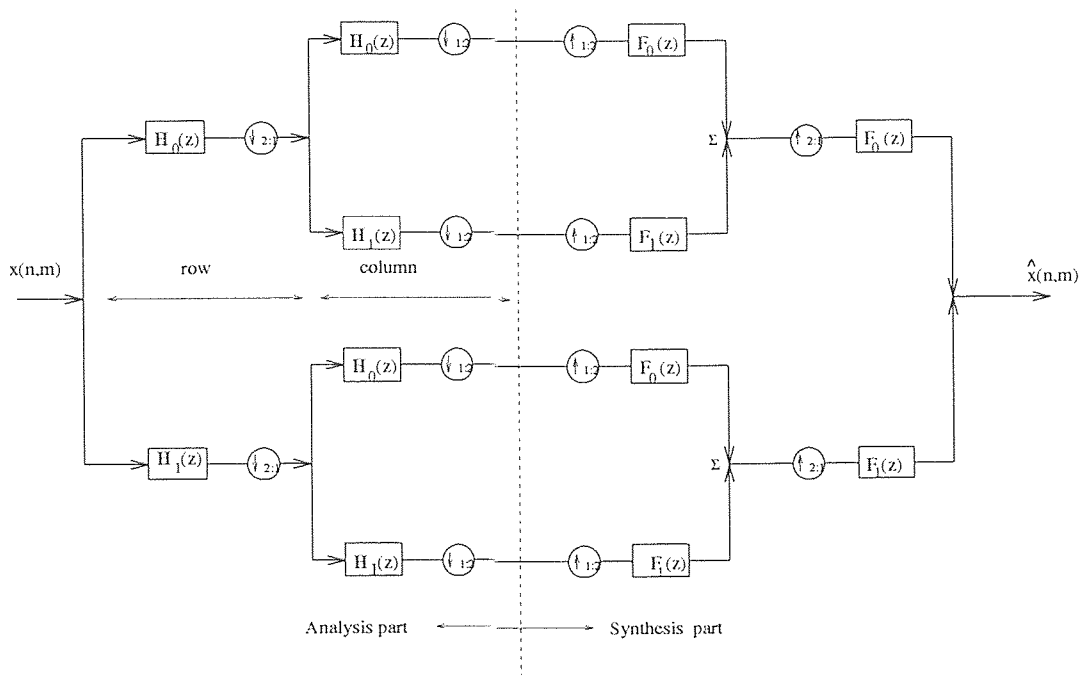 H0(z) ↓ 1:2 ↑ 1:2 F0(z)
H0(z) ↓ 2:1 Σ ↑ 2:1 F0(z)
H1(z) ↓ 1:2 ↑ 1:2 F1(z)
x(n,m) row column x̂(n,m)
H0(z) ↓ 1:2 ↑ 1:2 F0(z)
H1(z) ↓ 2:1 Σ ↑ 2:1 F1(z)
H1(z) ↓ 1:2 ↑ 1:2 F1(z)
Analysis part Synthesis part